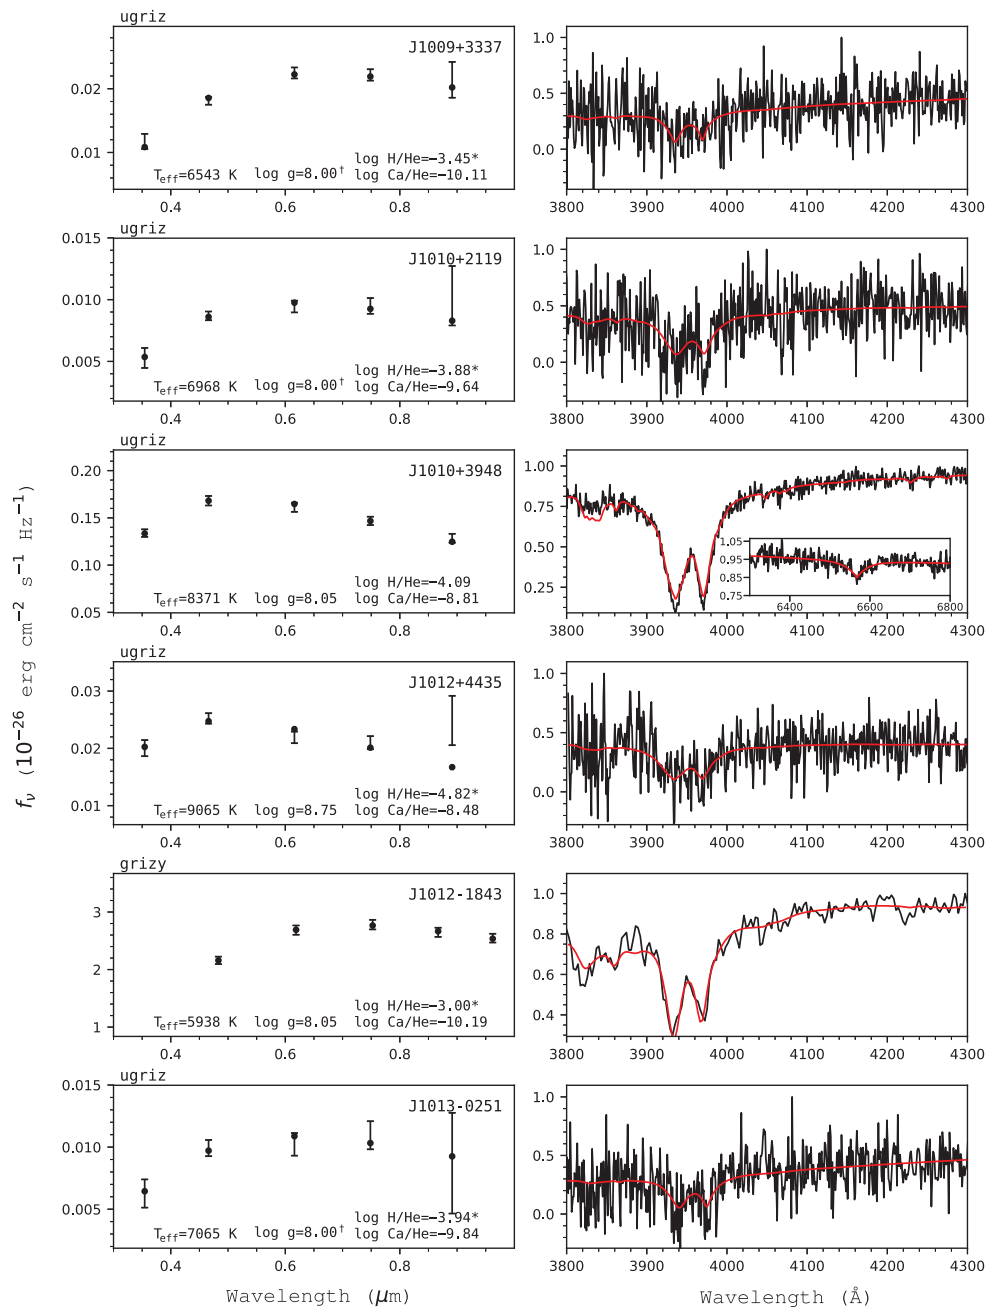 ugriz
J1009+3337
0.02
0.01
log H/He=−3.45*
T_eff=6543 K log g=8.00† log Ca/He=−10.11
0.4 0.6 0.8
1.0
0.5
0.0
3800 3900 4000 4100 4200 4300
ugriz
J1010+2119
0.015
0.010
0.005
log H/He=−3.88*
T_eff=6968 K log g=8.00† log Ca/He=−9.64
0.4 0.6 0.8
1.0
0.5
0.0
3800 3900 4000 4100 4200 4300
ugriz
J1010+3948
0.20
0.15
0.10
0.05
log H/He=−4.09
T_eff=8371 K log g=8.05 log Ca/He=−8.81
0.4 0.6 0.8
1.00
0.75
0.50
0.25
1.05
0.95
0.85
0.75
6400 6600 6800
3800 3900 4000 4100 4200 4300
f_ν (10⁻²⁶ erg cm⁻² s⁻¹ Hz⁻¹)
ugriz
J1012+4435
0.03
0.02
0.01
log H/He=−4.82*
T_eff=9065 K log g=8.75 log Ca/He=−8.48
0.4 0.6 0.8
1.0
0.5
0.0
3800 3900 4000 4100 4200 4300
grizy
J1012-1843
3
2
1
log H/He=−3.00*
T_eff=5938 K log g=8.05 log Ca/He=−10.19
0.4 0.6 0.8
1.0
0.8
0.6
0.4
3800 3900 4000 4100 4200 4300
ugriz
J1013-0251
0.015
0.010
0.005
log H/He=−3.94*
T_eff=7065 K log g=8.00† log Ca/He=−9.84
0.4 0.6 0.8
1.0
0.5
0.0
3800 3900 4000 4100 4200 4300
Wavelength (μm)
Wavelength (Å)